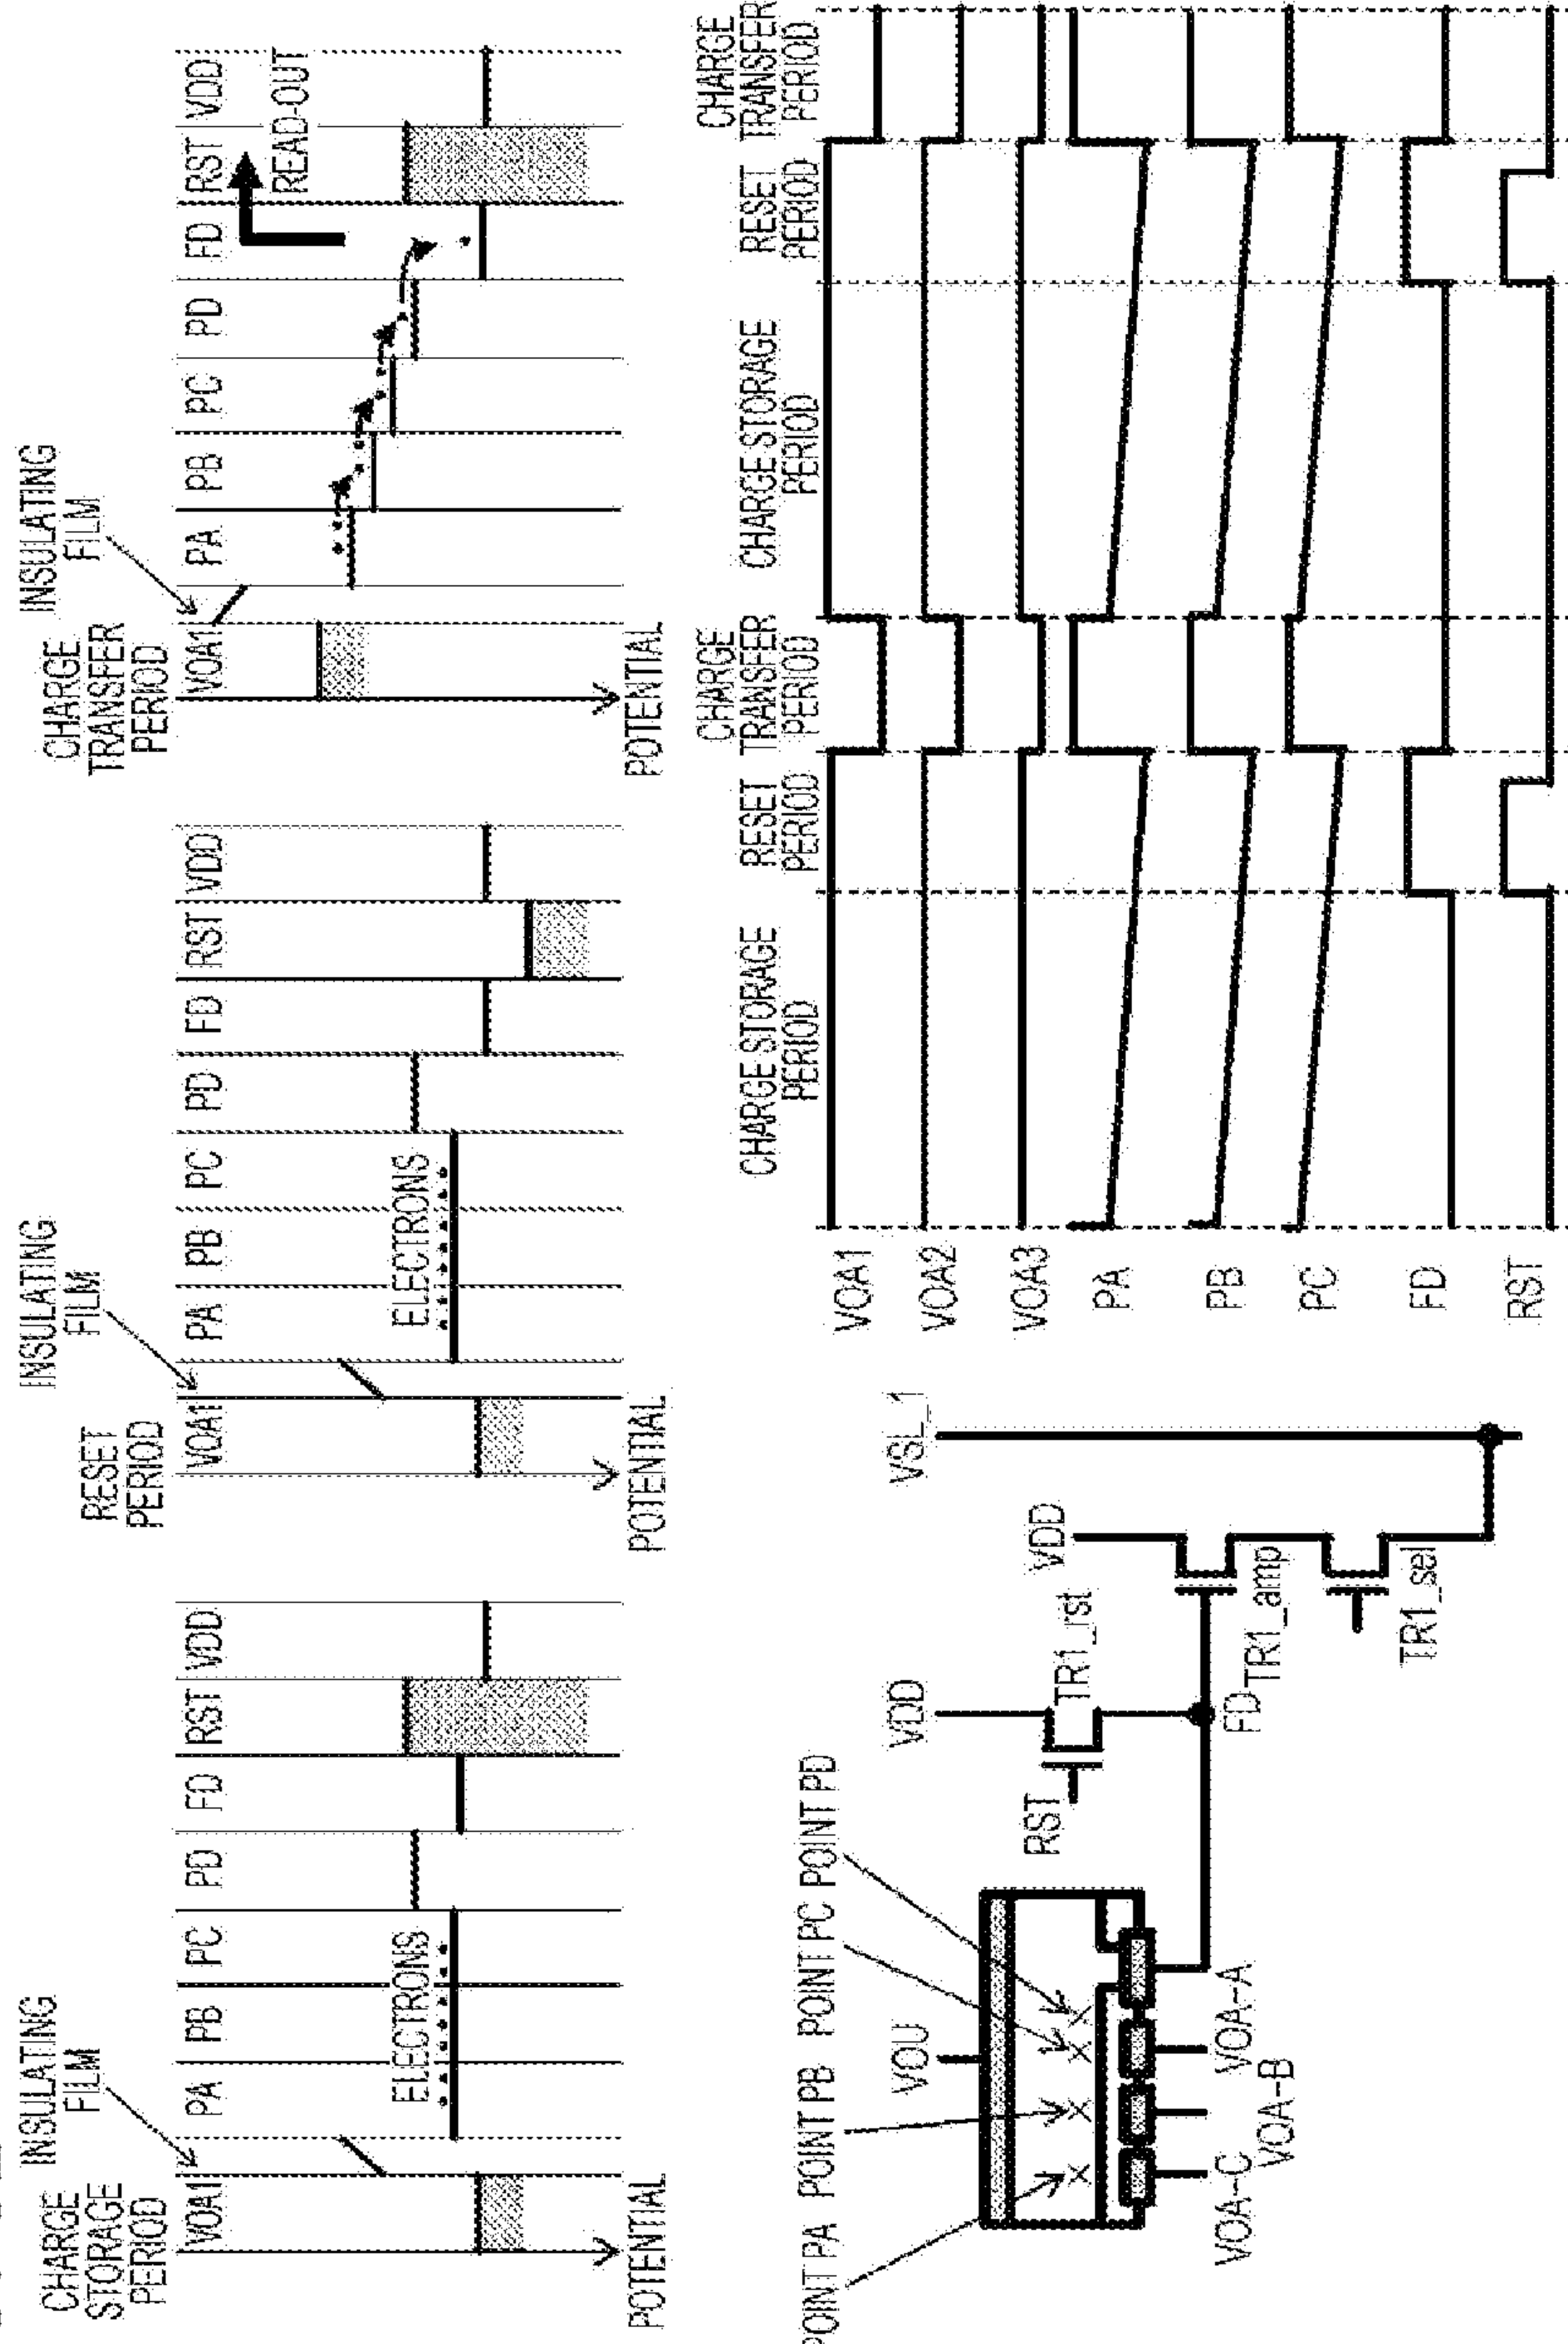 CHARGE
STORAGE
PERIOD
INSULATING
FILM
VOA1 PA PB PC PD FD RST VDD
ELECTRONS
POTENTIAL
RESET
PERIOD
INSULATING
FILM
VOA1 PA PB PC PD FD RST VDD
ELECTRONS
POTENTIAL
CHARGE
TRANSFER
PERIOD
INSULATING
FILM
VOA1 PA PB PC PD FD RST VDD
READ-OUT
POTENTIAL
POINT PA POINT PB POINT PC POINT PD
VOU
VOA-C
VOA-B
VOA-A
RST
VDD
TR1_rst
FD
VDD
TR1_amp
TR1_sel
VSL_1
CHARGE STORAGE
PERIOD
RESET
PERIOD
CHARGE
TRANSFER
PERIOD
CHARGE STORAGE
PERIOD
RESET
PERIOD
CHARGE
TRANSFER
PERIOD
VOA1
VOA2
VOA3
PA
PB
PC
FD
RST